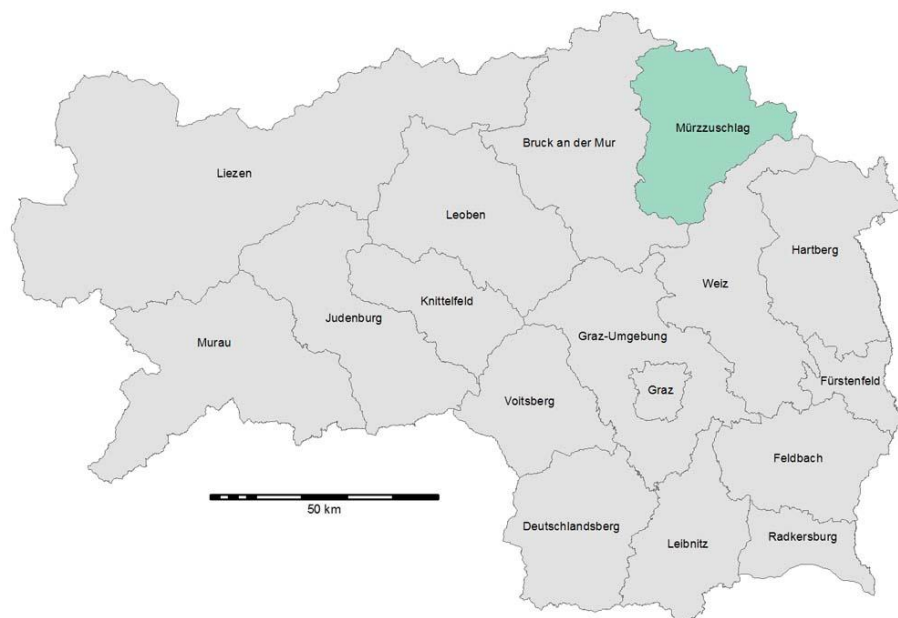 Mürzzuschlag
Bruck an der Mur
Liezen
Leoben
Hartberg
Weiz
Knittelfeld
Judenburg
Graz-Umgebung
Murau
Fürstenfeld
Graz
Voitsberg
Feldbach
50 km
Deutschlandsberg
Radkersburg
Leibnitz